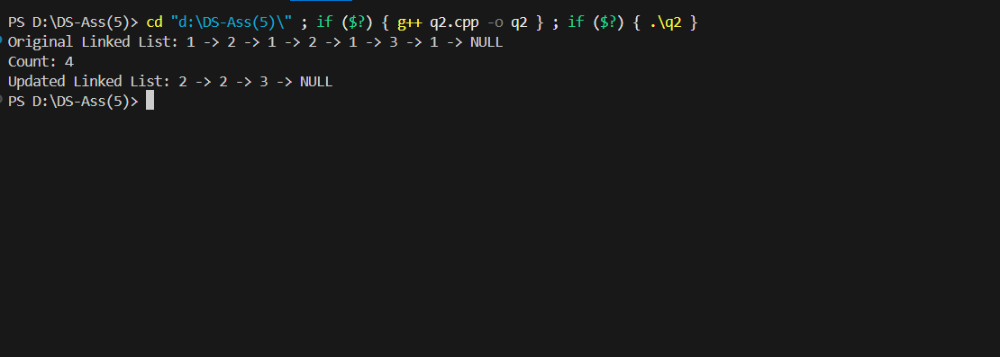 PS D:\DS-Ass(5)> cd "d:\DS-Ass(5)\" ; if ($?) { g++ q2.cpp -o q2 } ; if ($?) { .\q2 }
Original Linked List: 1 -> 2 -> 1 -> 2 -> 1 -> 3 -> 1 -> NULL
Count: 4
Updated Linked List: 2 -> 2 -> 3 -> NULL
PS D:\DS-Ass(5)>